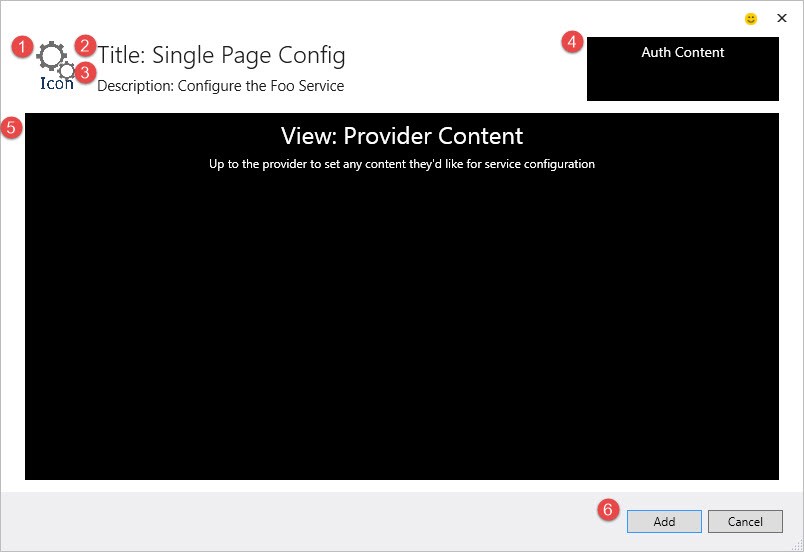 1
2
Title: Single Page Config
4
Auth Content
Icon
3
Description: Configure the Foo Service
5
View: Provider Content
Up to the provider to set any content they'd like for service configuration
6
Add
Cancel